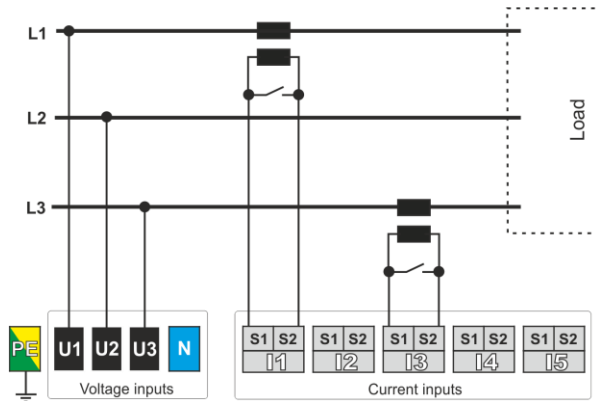 L1
L2
L3
Load
PE
U1 U2 U3 N
S1 S2 S1 S2 S1 S2 S1 S2 S1 S2
I1 I2 I3 I4 I5
Voltage inputs
Current inputs